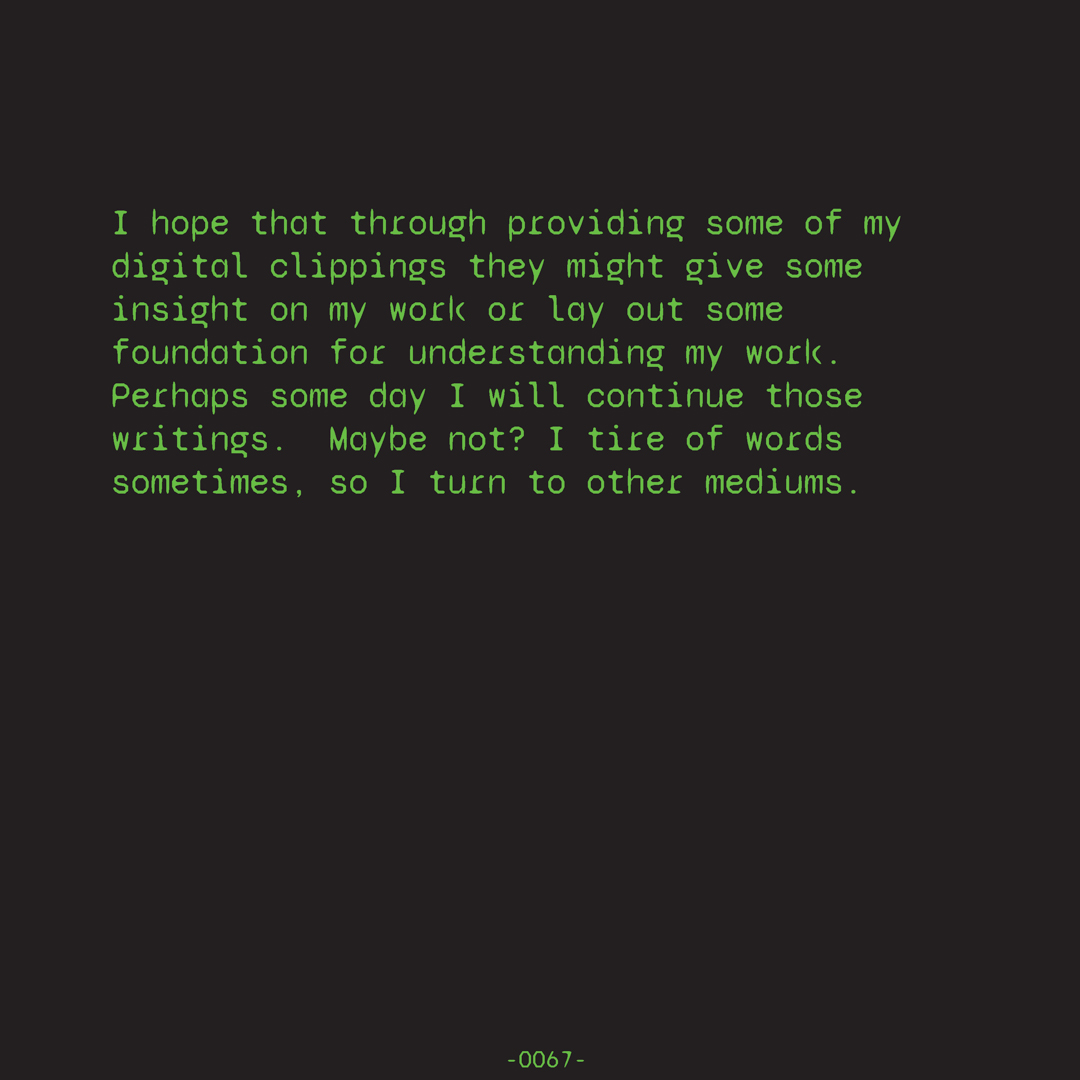 I hope that through providing some of my
digital clippings they might give some
insight on my work or lay out some
foundation for understanding my work.
Perhaps some day I will continue those
writings.  Maybe not? I tire of words
sometimes, so I turn to other mediums.
-0067-